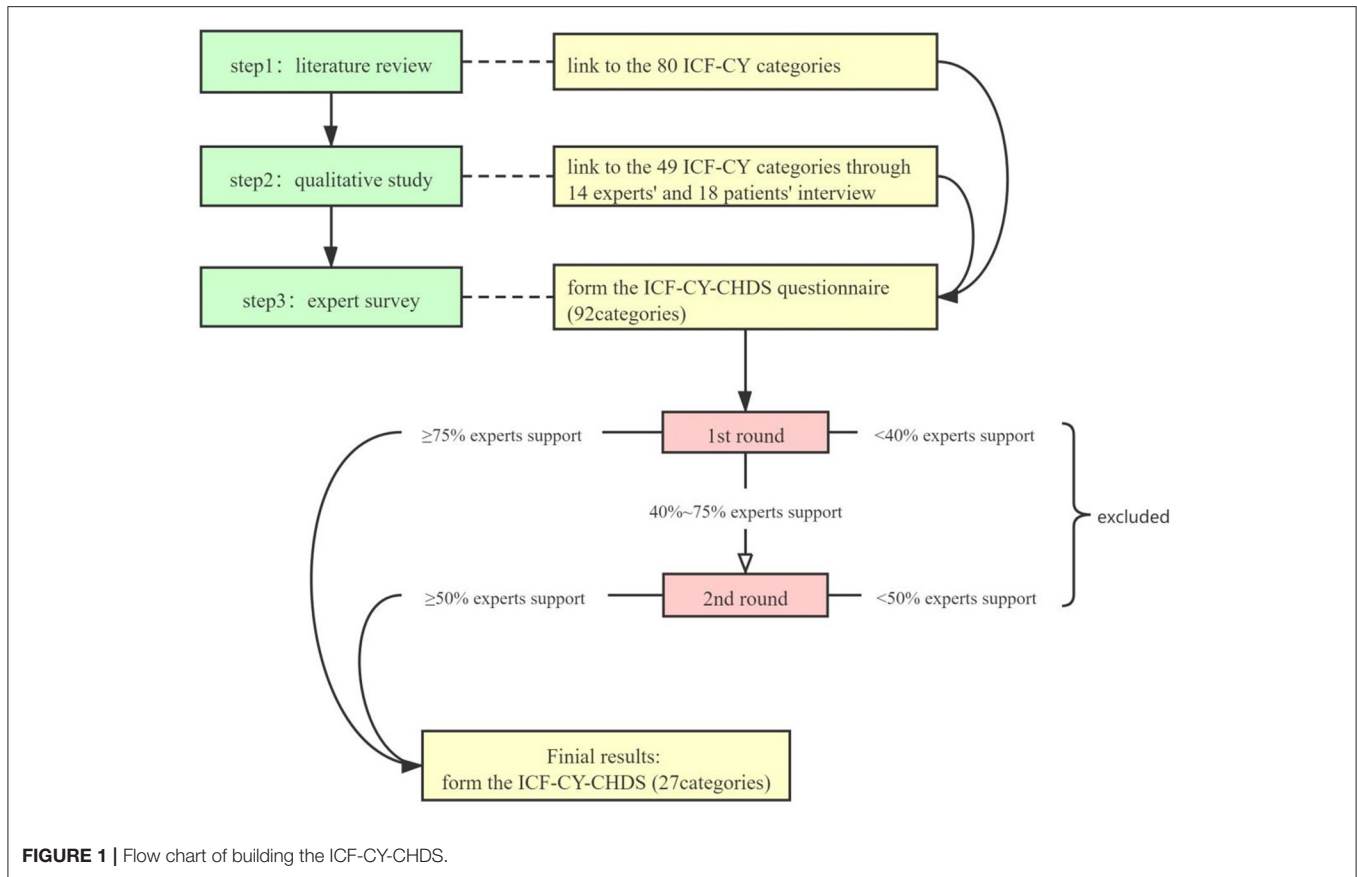 step1：literature review
link to the 80 ICF-CY categories
step2：qualitative study
link to the 49 ICF-CY categories through
14 experts' and 18 patients' interview
step3：expert survey
form the ICF-CY-CHDS questionnaire
(92categories)
≥75% experts support
1st round
<40% experts support
40%~75% experts support
excluded
≥50% experts support
2nd round
<50% experts support
Finial results:
form the ICF-CY-CHDS (27categories)
FIGURE 1 | Flow chart of building the ICF-CY-CHDS.